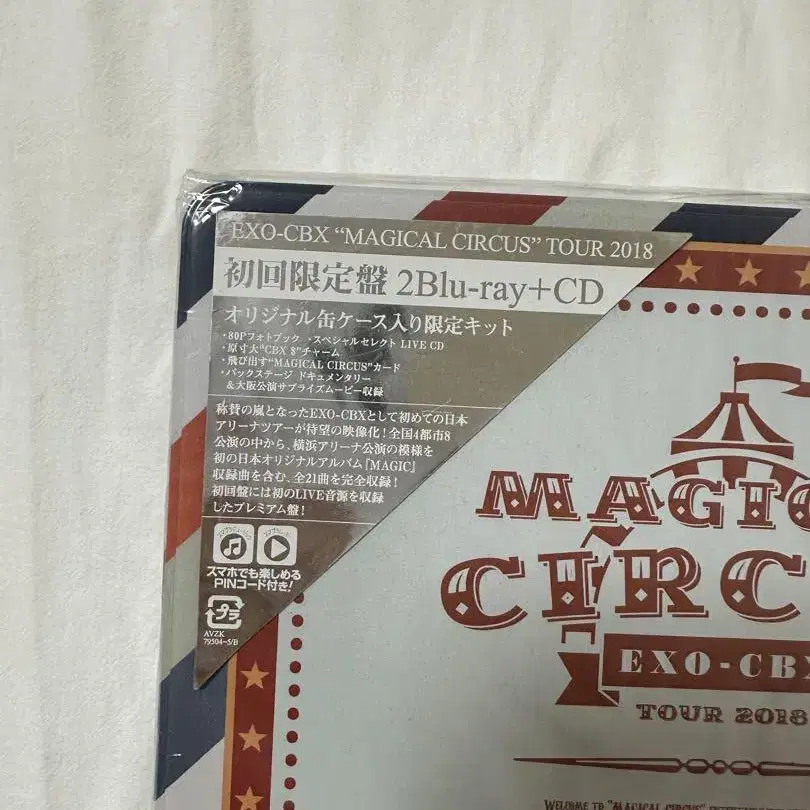 EXO-CBX “MAGICAL CIRCUS” TOUR 2018
初回限定盤 2Blu-ray+CD
オリジナル缶ケース入り限定キット
・80Pフォトブック ・スペシャルセレクト LIVE CD
・原寸大"CBX 8"チャーム
・飛び出す"MAGICAL CIRCUS"カード
・バックステージ ドキュメンタリー
&大阪公演サプライズムービー収録
称賛の嵐となったEXO-CBXとして初めての日本
アリーナツアーが待望の映像化!全国4都市8
公演の中から、横浜アリーナ公演の模様を
初の日本オリジナルアルバム『MAGIC』
収録曲を含む、全21曲を完全収録!
初回盤には初のLIVE音源を収録
したプレミアム盤!
スマホでも楽しめる
PINコード付き!
プラ
AVZK
79504~5/B
MAGIC
CIRC
EXO-CBX
TOUR 2018
WELCOME TO "MAGICAL CIRCUS"